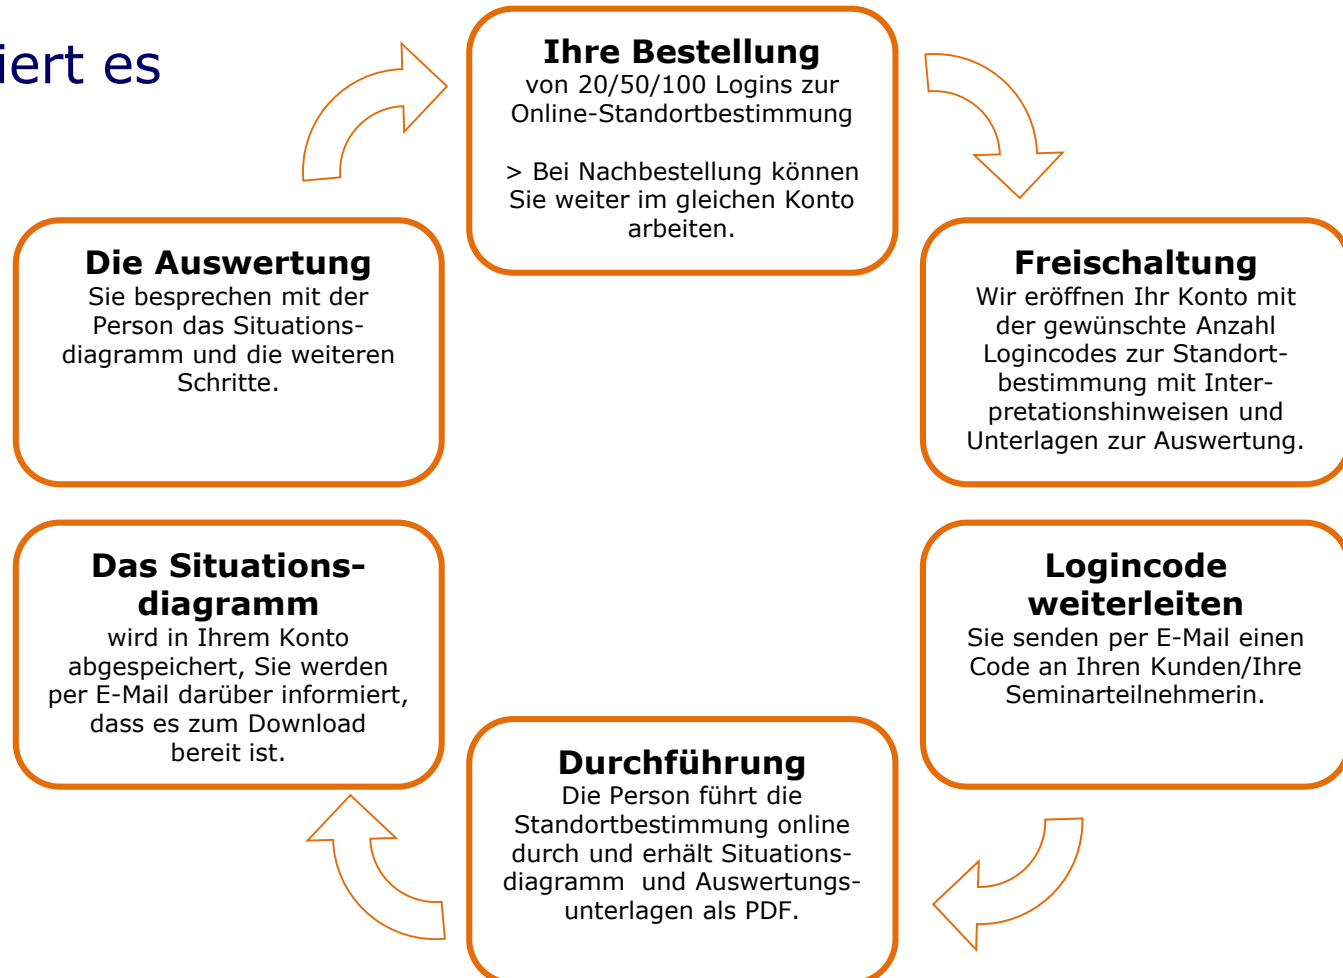 iert es
Ihre Bestellung
von 20/50/100 Logins zur
Online-Standortbestimmung
> Bei Nachbestellung können
Sie weiter im gleichen Konto
arbeiten.
Freischaltung
Wir eröffnen Ihr Konto mit
der gewünschte Anzahl
Logincodes zur Standort-
bestimmung mit Inter-
pretationshinweisen und
Unterlagen zur Auswertung.
Logincode
weiterleiten
Sie senden per E-Mail einen
Code an Ihren Kunden/Ihre
Seminarteilnehmerin.
Durchführung
Die Person führt die
Standortbestimmung online
durch und erhält Situations-
diagramm und Auswertungs-
unterlagen als PDF.
Das Situations-
diagramm
wird in Ihrem Konto
abgespeichert, Sie werden
per E-Mail darüber informiert,
dass es zum Download
bereit ist.
Die Auswertung
Sie besprechen mit der
Person das Situations-
diagramm und die weiteren
Schritte.